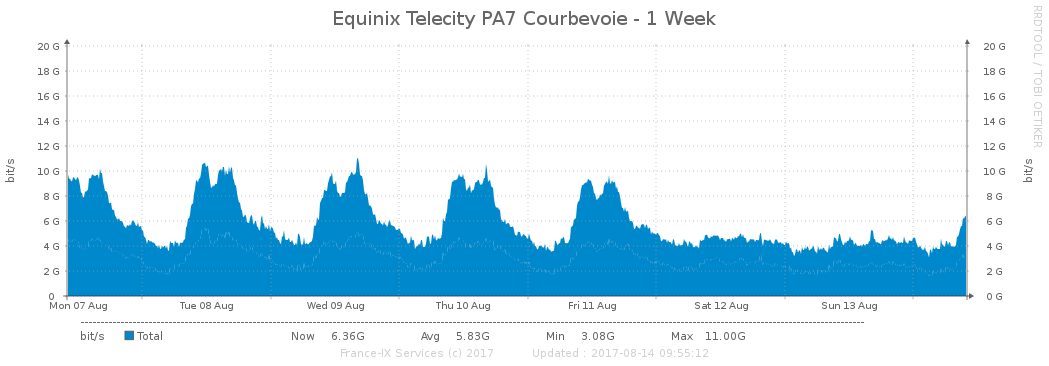 Equinix Telecity PA7 Courbevoie - 1 Week
RRDTOOL / TOBI OETIKER
bit/s
20 G 20 G
18 G 18 G
16 G 16 G
14 G 14 G
12 G 12 G
10 G 10 G
8 G 8 G
6 G 6 G
4 G 4 G
2 G 2 G
0 0 G
bit/s
Mon 07 Aug Tue 08 Aug Wed 09 Aug Thu 10 Aug Fri 11 Aug Sat 12 Aug Sun 13 Aug
bit/s Total Now 6.36G Avg 5.83G Min 3.08G Max 11.00G
France-IX Services (c) 2017 Updated : 2017-08-14 09:55:12